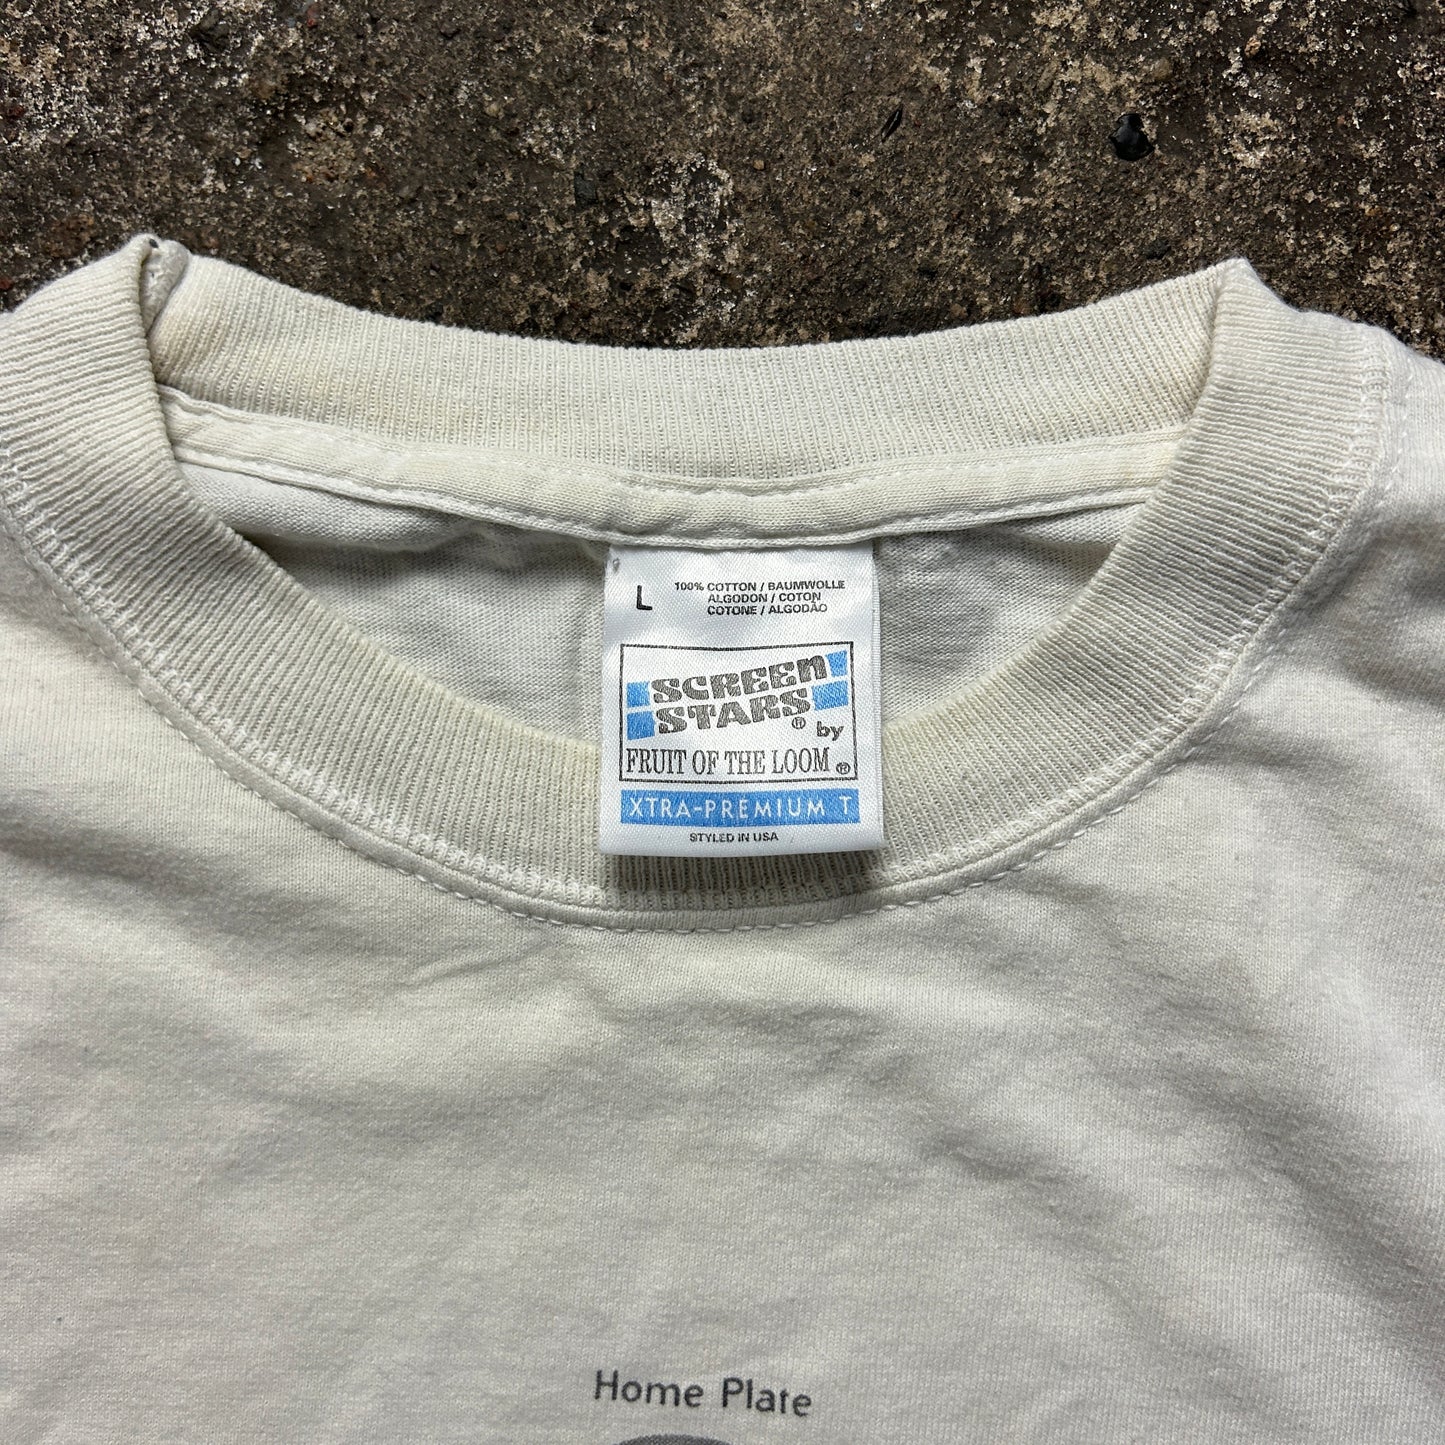 L
100% COTTON / BAUMWOLLE
ALGODON / COTON
COTONE / ALGODÃO
SCREEN
STARS® by
FRUIT OF THE LOOM®
XTRA-PREMIUM T
STYLED IN USA
Home Plate